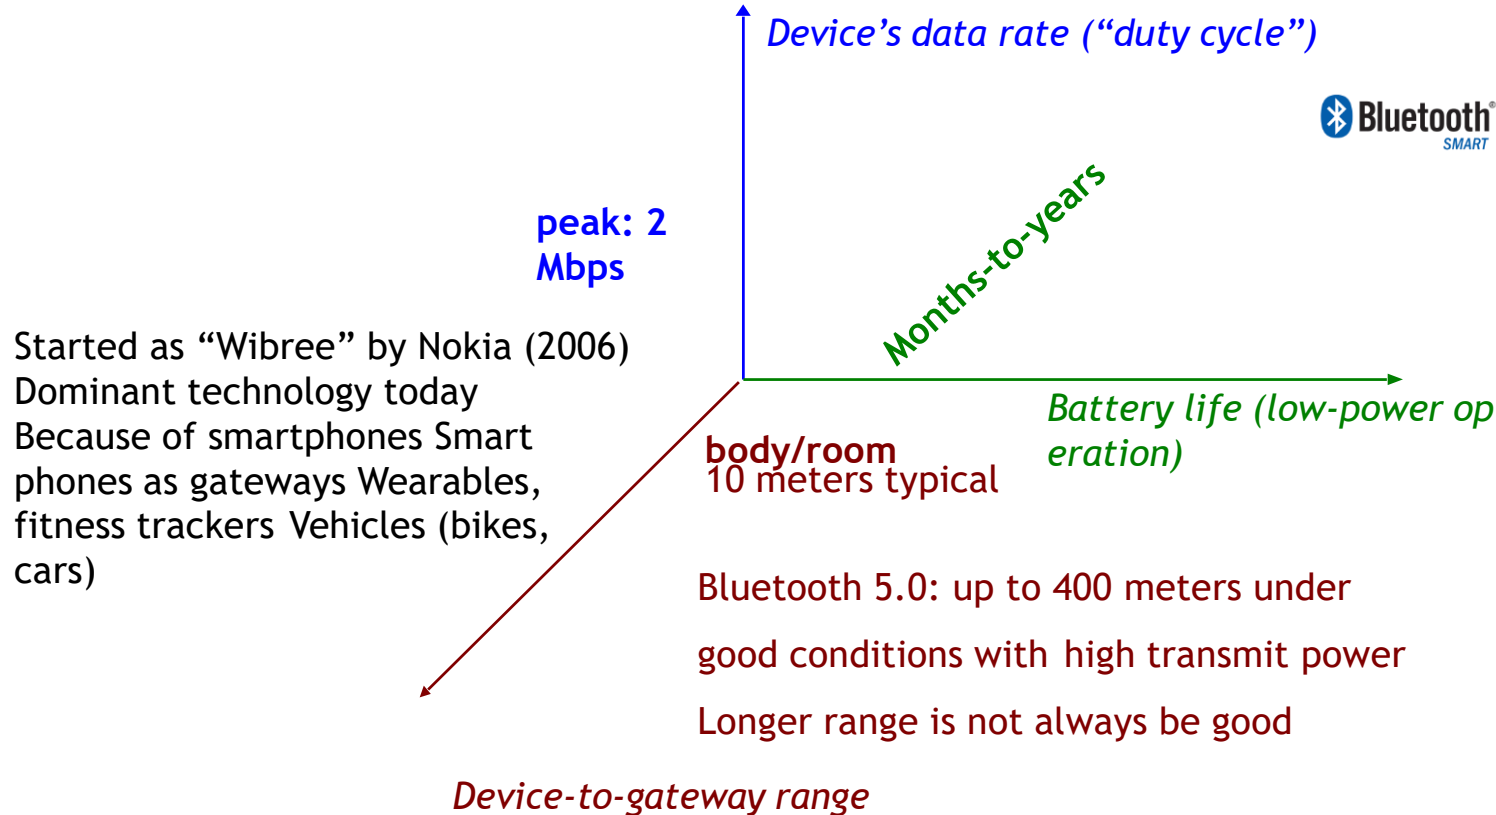 Device’s data rate (“duty cycle”)
Bluetooth®
SMART
Months-to-years
peak: 2
Mbps
Started as “Wibree” by Nokia (2006)
Dominant technology today
Because of smartphones Smart
phones as gateways Wearables,
fitness trackers Vehicles (bikes,
cars)
Battery life (low-power op
eration)
body/room
10 meters typical
Bluetooth 5.0: up to 400 meters under
good conditions with high transmit power
Longer range is not always be good
Device-to-gateway range